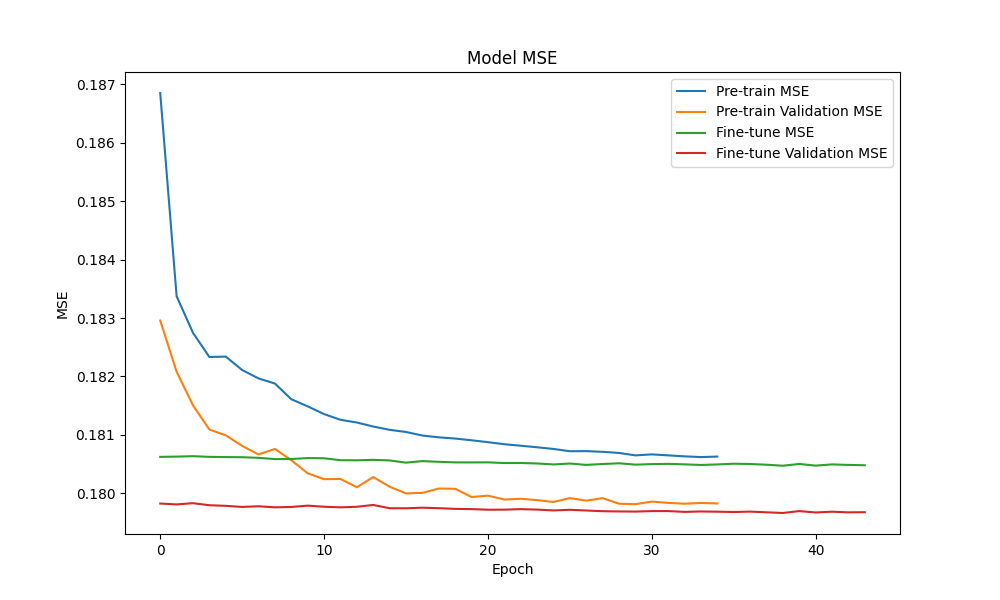 Model MSE
0.187
0.186
0.185
0.184
0.183
0.182
0.181
0.180
MSE
0
10
20
30
40
Epoch
Pre-train MSE
Pre-train Validation MSE
Fine-tune MSE
Fine-tune Validation MSE